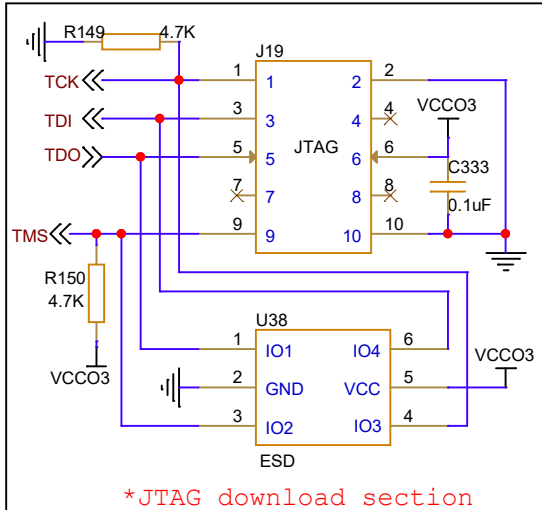 R149 4.7K
J19
TCK 1 1 2 2
TDI 3 3 4 4 VCCO3
TDO 5 5 JTAG 6 6
C333
7 7 8 8
0.1uF
TMS 9 9 10 10
R150
4.7K
U38
1 IO1 IO4 6
VCCO3 2 GND VCC 5 VCCO3
3 IO2 IO3 4
ESD
*JTAG download section